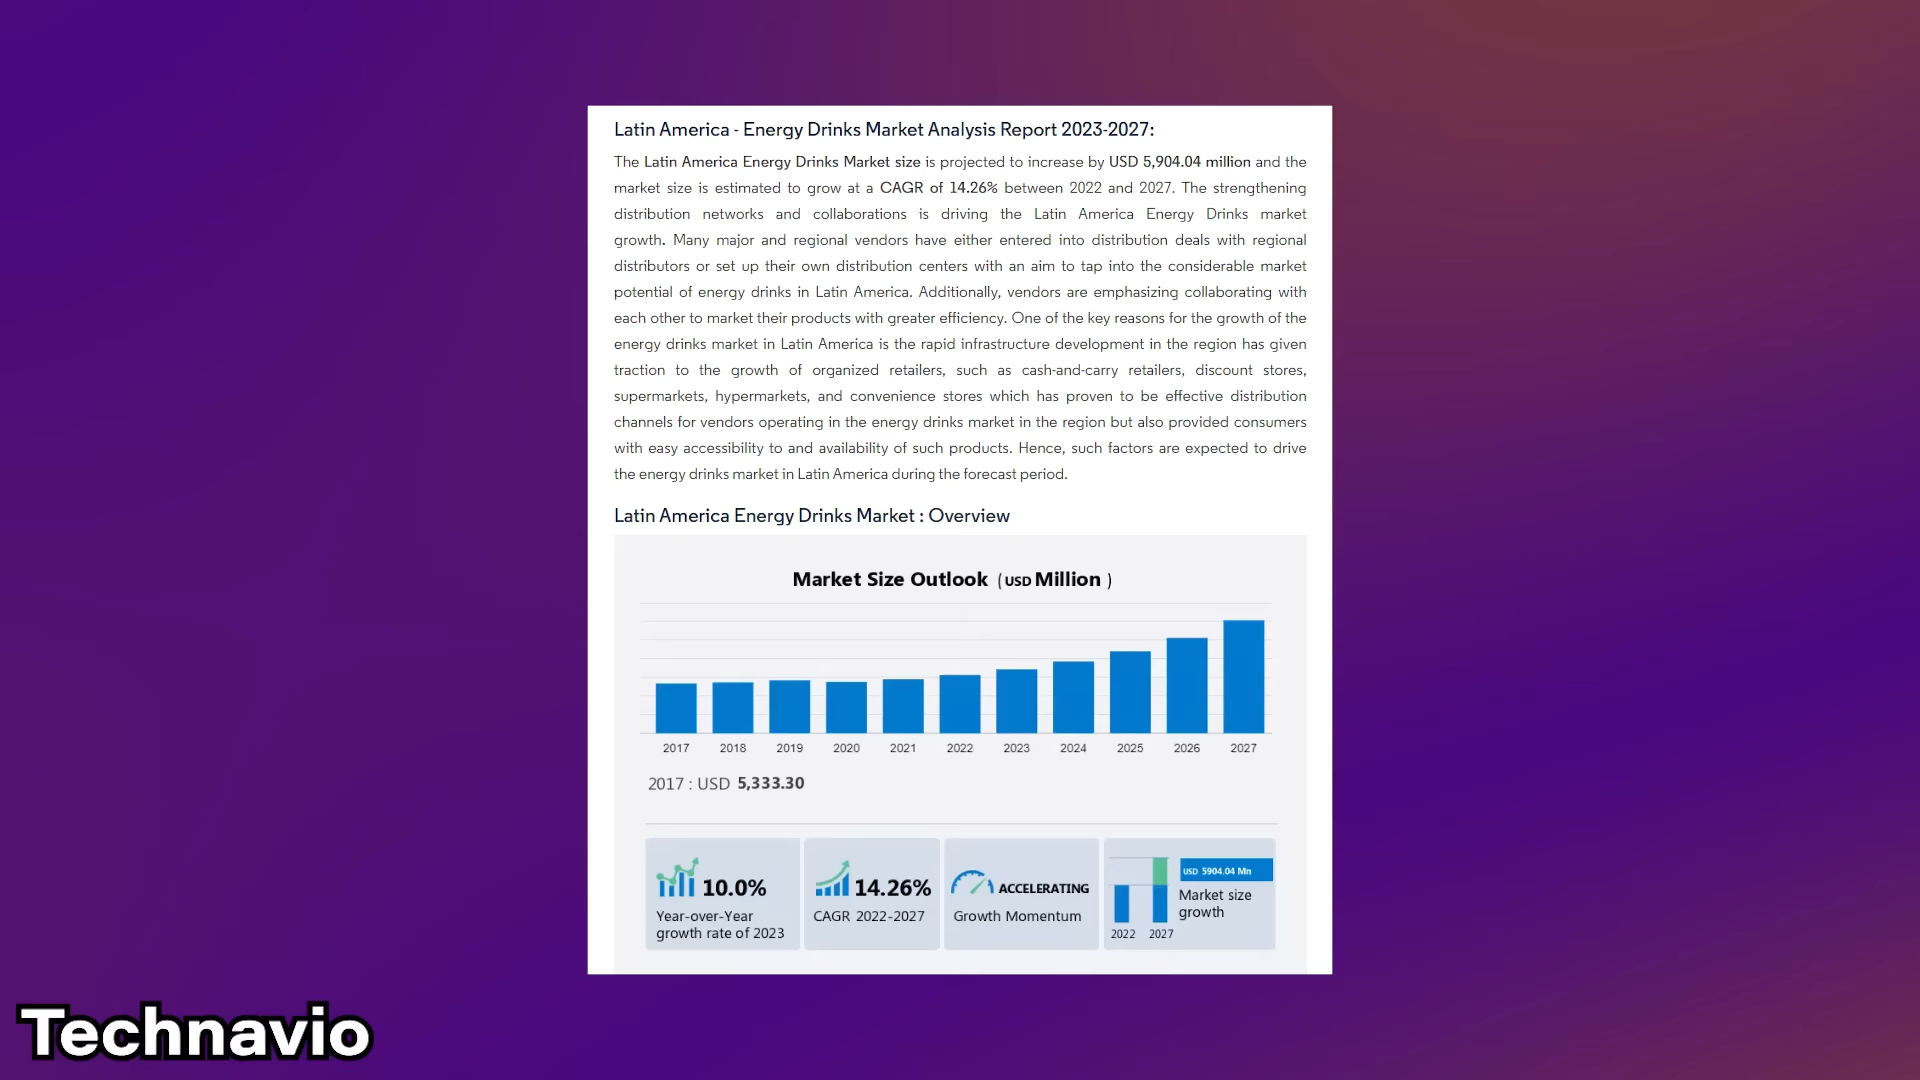 Latin America - Energy Drinks Market Analysis Report 2023-2027:
The Latin America Energy Drinks Market size is projected to increase by USD 5,904.04 million and the
market size is estimated to grow at a CAGR of 14.26% between 2022 and 2027. The strengthening
distribution networks and collaborations is driving the Latin America Energy Drinks market
growth. Many major and regional vendors have either entered into distribution deals with regional
distributors or set up their own distribution centers with an aim to tap into the considerable market
potential of energy drinks in Latin America. Additionally, vendors are emphasizing collaborating with
each other to market their products with greater efficiency. One of the key reasons for the growth of the
energy drinks market in Latin America is the rapid infrastructure development in the region has given
traction to the growth of organized retailers, such as cash-and-carry retailers, discount stores,
supermarkets, hypermarkets, and convenience stores which has proven to be effective distribution
channels for vendors operating in the energy drinks market in the region but also provided consumers
with easy accessibility to and availability of such products. Hence, such factors are expected to drive
the energy drinks market in Latin America during the forecast period.
Latin America Energy Drinks Market : Overview
Market Size Outlook (USD Million )
2017 2018 2019 2020 2021 2022 2023 2024 2025 2026 2027
2017 : USD 5,333.30
10.0%
Year-over-Year
growth rate of 2023
14.26%
CAGR 2022-2027
ACCELERATING
Growth Momentum
USD 5904.04 Mn
Market size
growth
2022 2027
Technavio